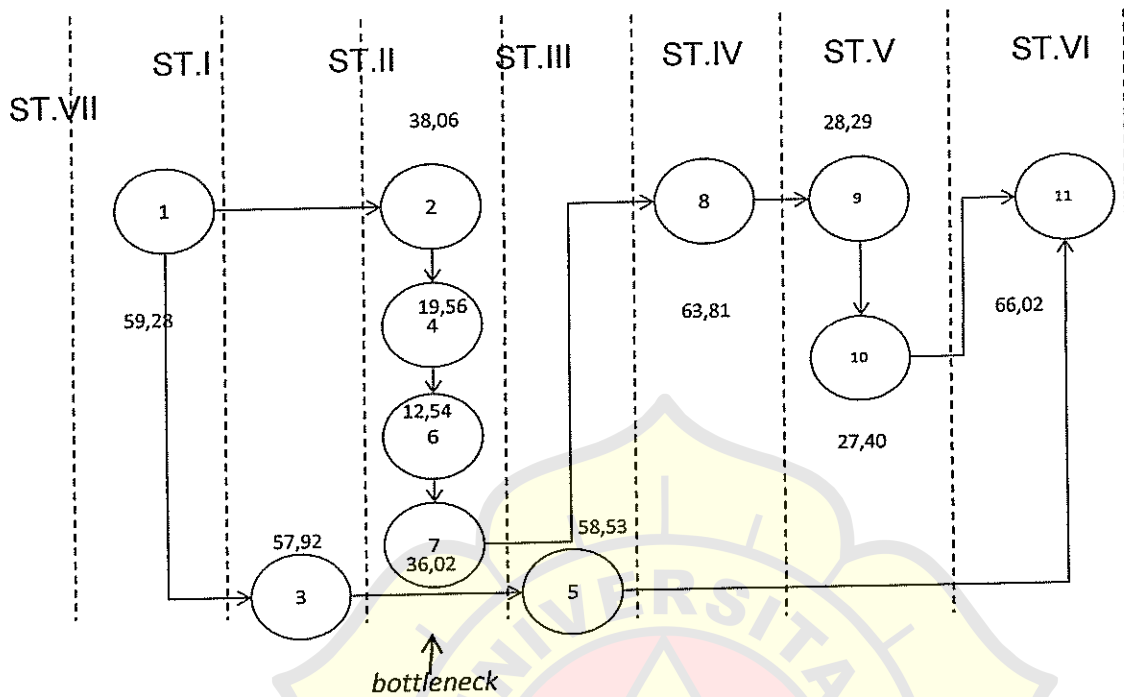 ST.I
ST.II
ST.III
ST.IV
ST.V
ST.VI
ST.VII
38,06
28,29
1
2
8
9
11
59,28
19,56
4
63,81
66,02
10
12,54
6
27,40
57,92
7
36,02
58,53
3
5
bottleneck
UNIVERSITA